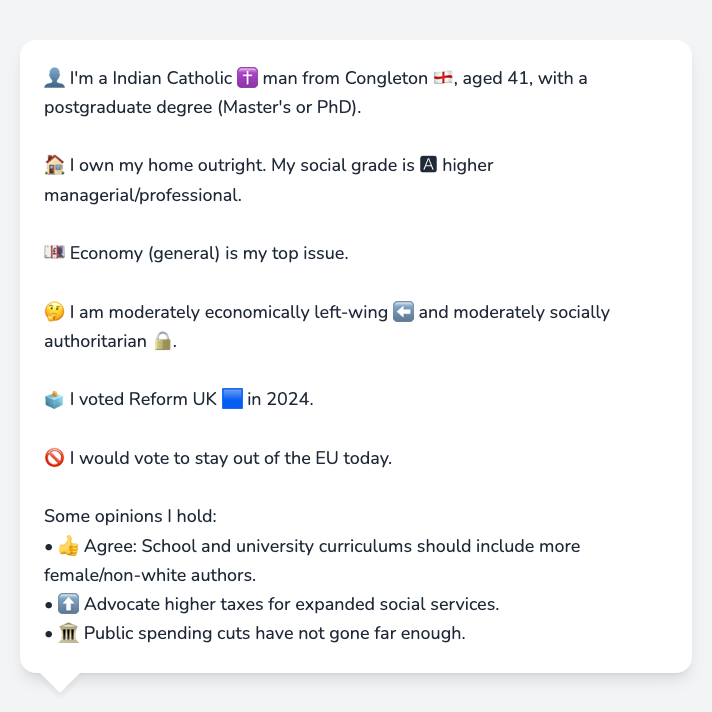 👤 I'm a Indian Catholic ✝️ man from Congleton 🏴󠁧󠁢󠁥󠁮󠁧󠁿, aged 41, with a
postgraduate degree (Master's or PhD).
🏠 I own my home outright. My social grade is 🅰️ higher
managerial/professional.
💷 Economy (general) is my top issue.
🤔 I am moderately economically left-wing ⬅️ and moderately socially
authoritarian 🔒.
🗳️ I voted Reform UK 🟦 in 2024.
🚫 I would vote to stay out of the EU today.
Some opinions I hold:
• 👍 Agree: School and university curriculums should include more
female/non-white authors.
• ⬆️ Advocate higher taxes for expanded social services.
• 🏛️ Public spending cuts have not gone far enough.